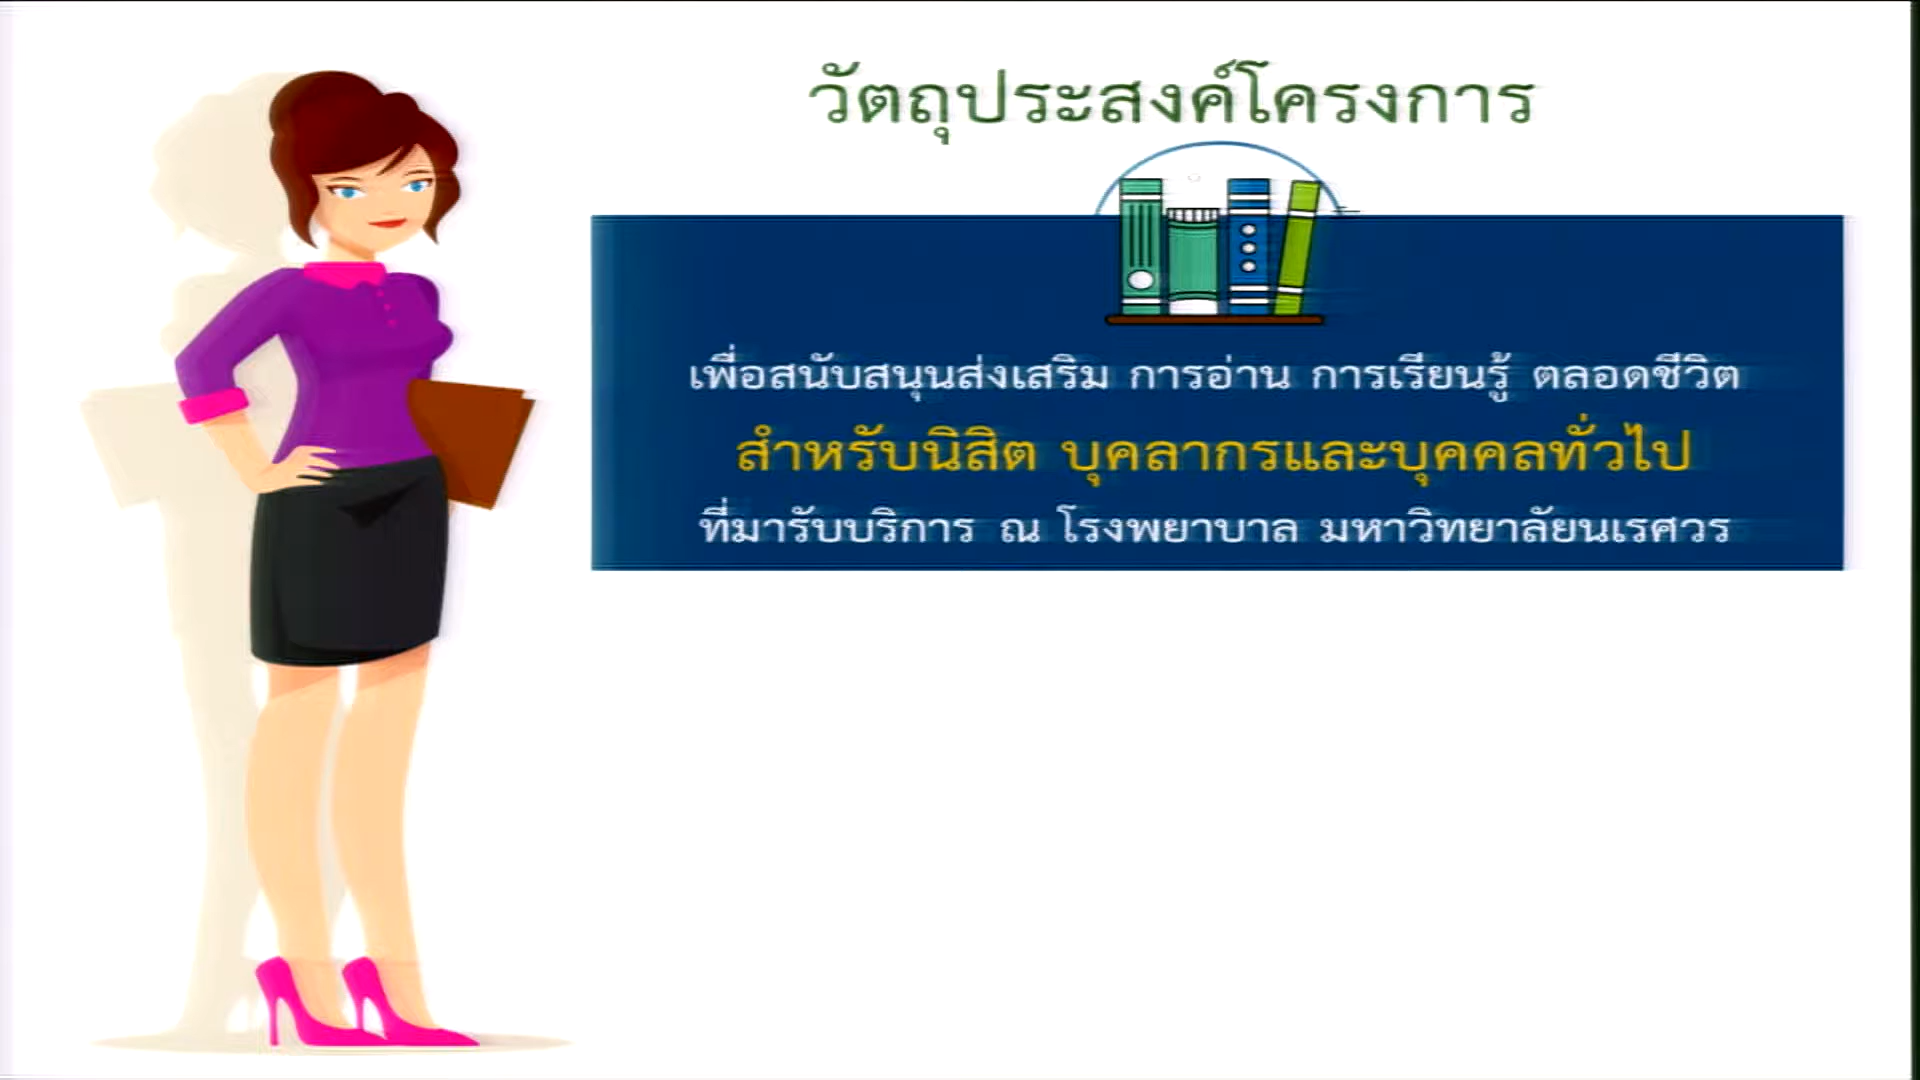 วัตถุประสงค์โครงการ
เพื่อสนับสนุนส่งเสริม การอ่าน การเรียนรู้ ตลอดชีวิต
สำหรับนิสิต บุคลากรและบุคคลทั่วไป
ที่มารับบริการ ณ โรงพยาบาล มหาวิทยาลัยนเรศวร